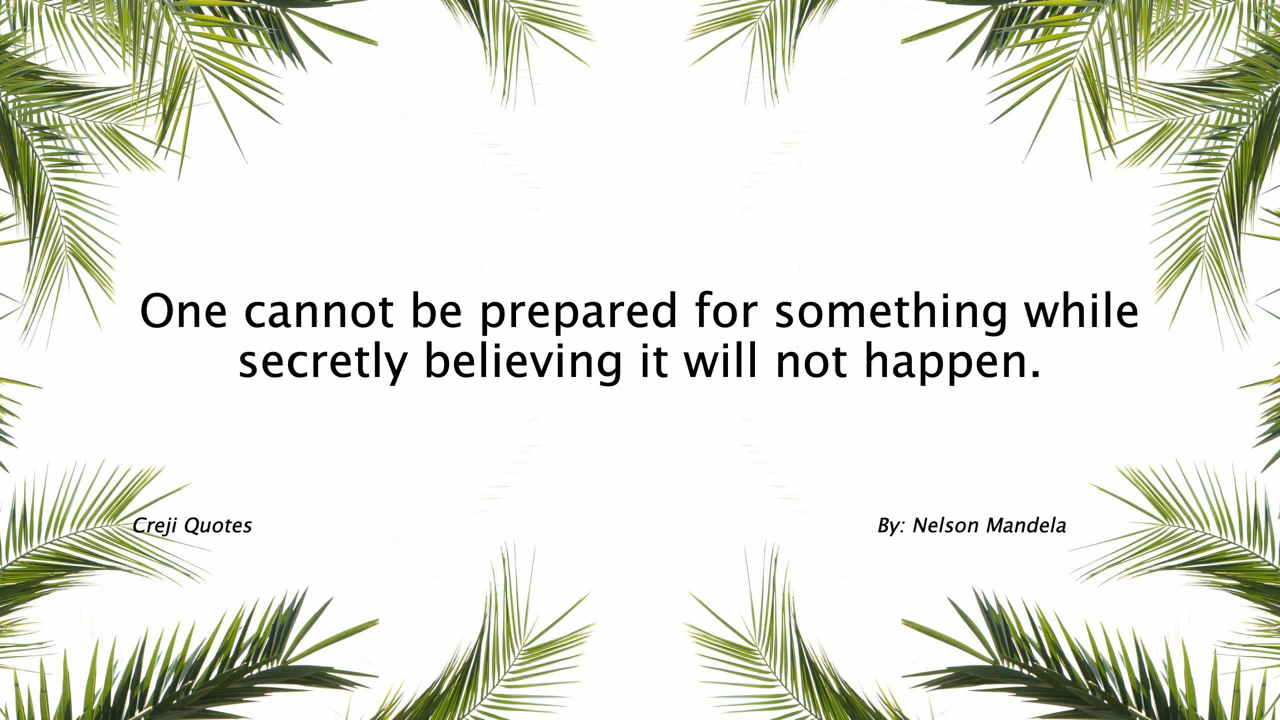 One cannot be prepared for something while
secretly believing it will not happen.
Creji Quotes
By: Nelson Mandela